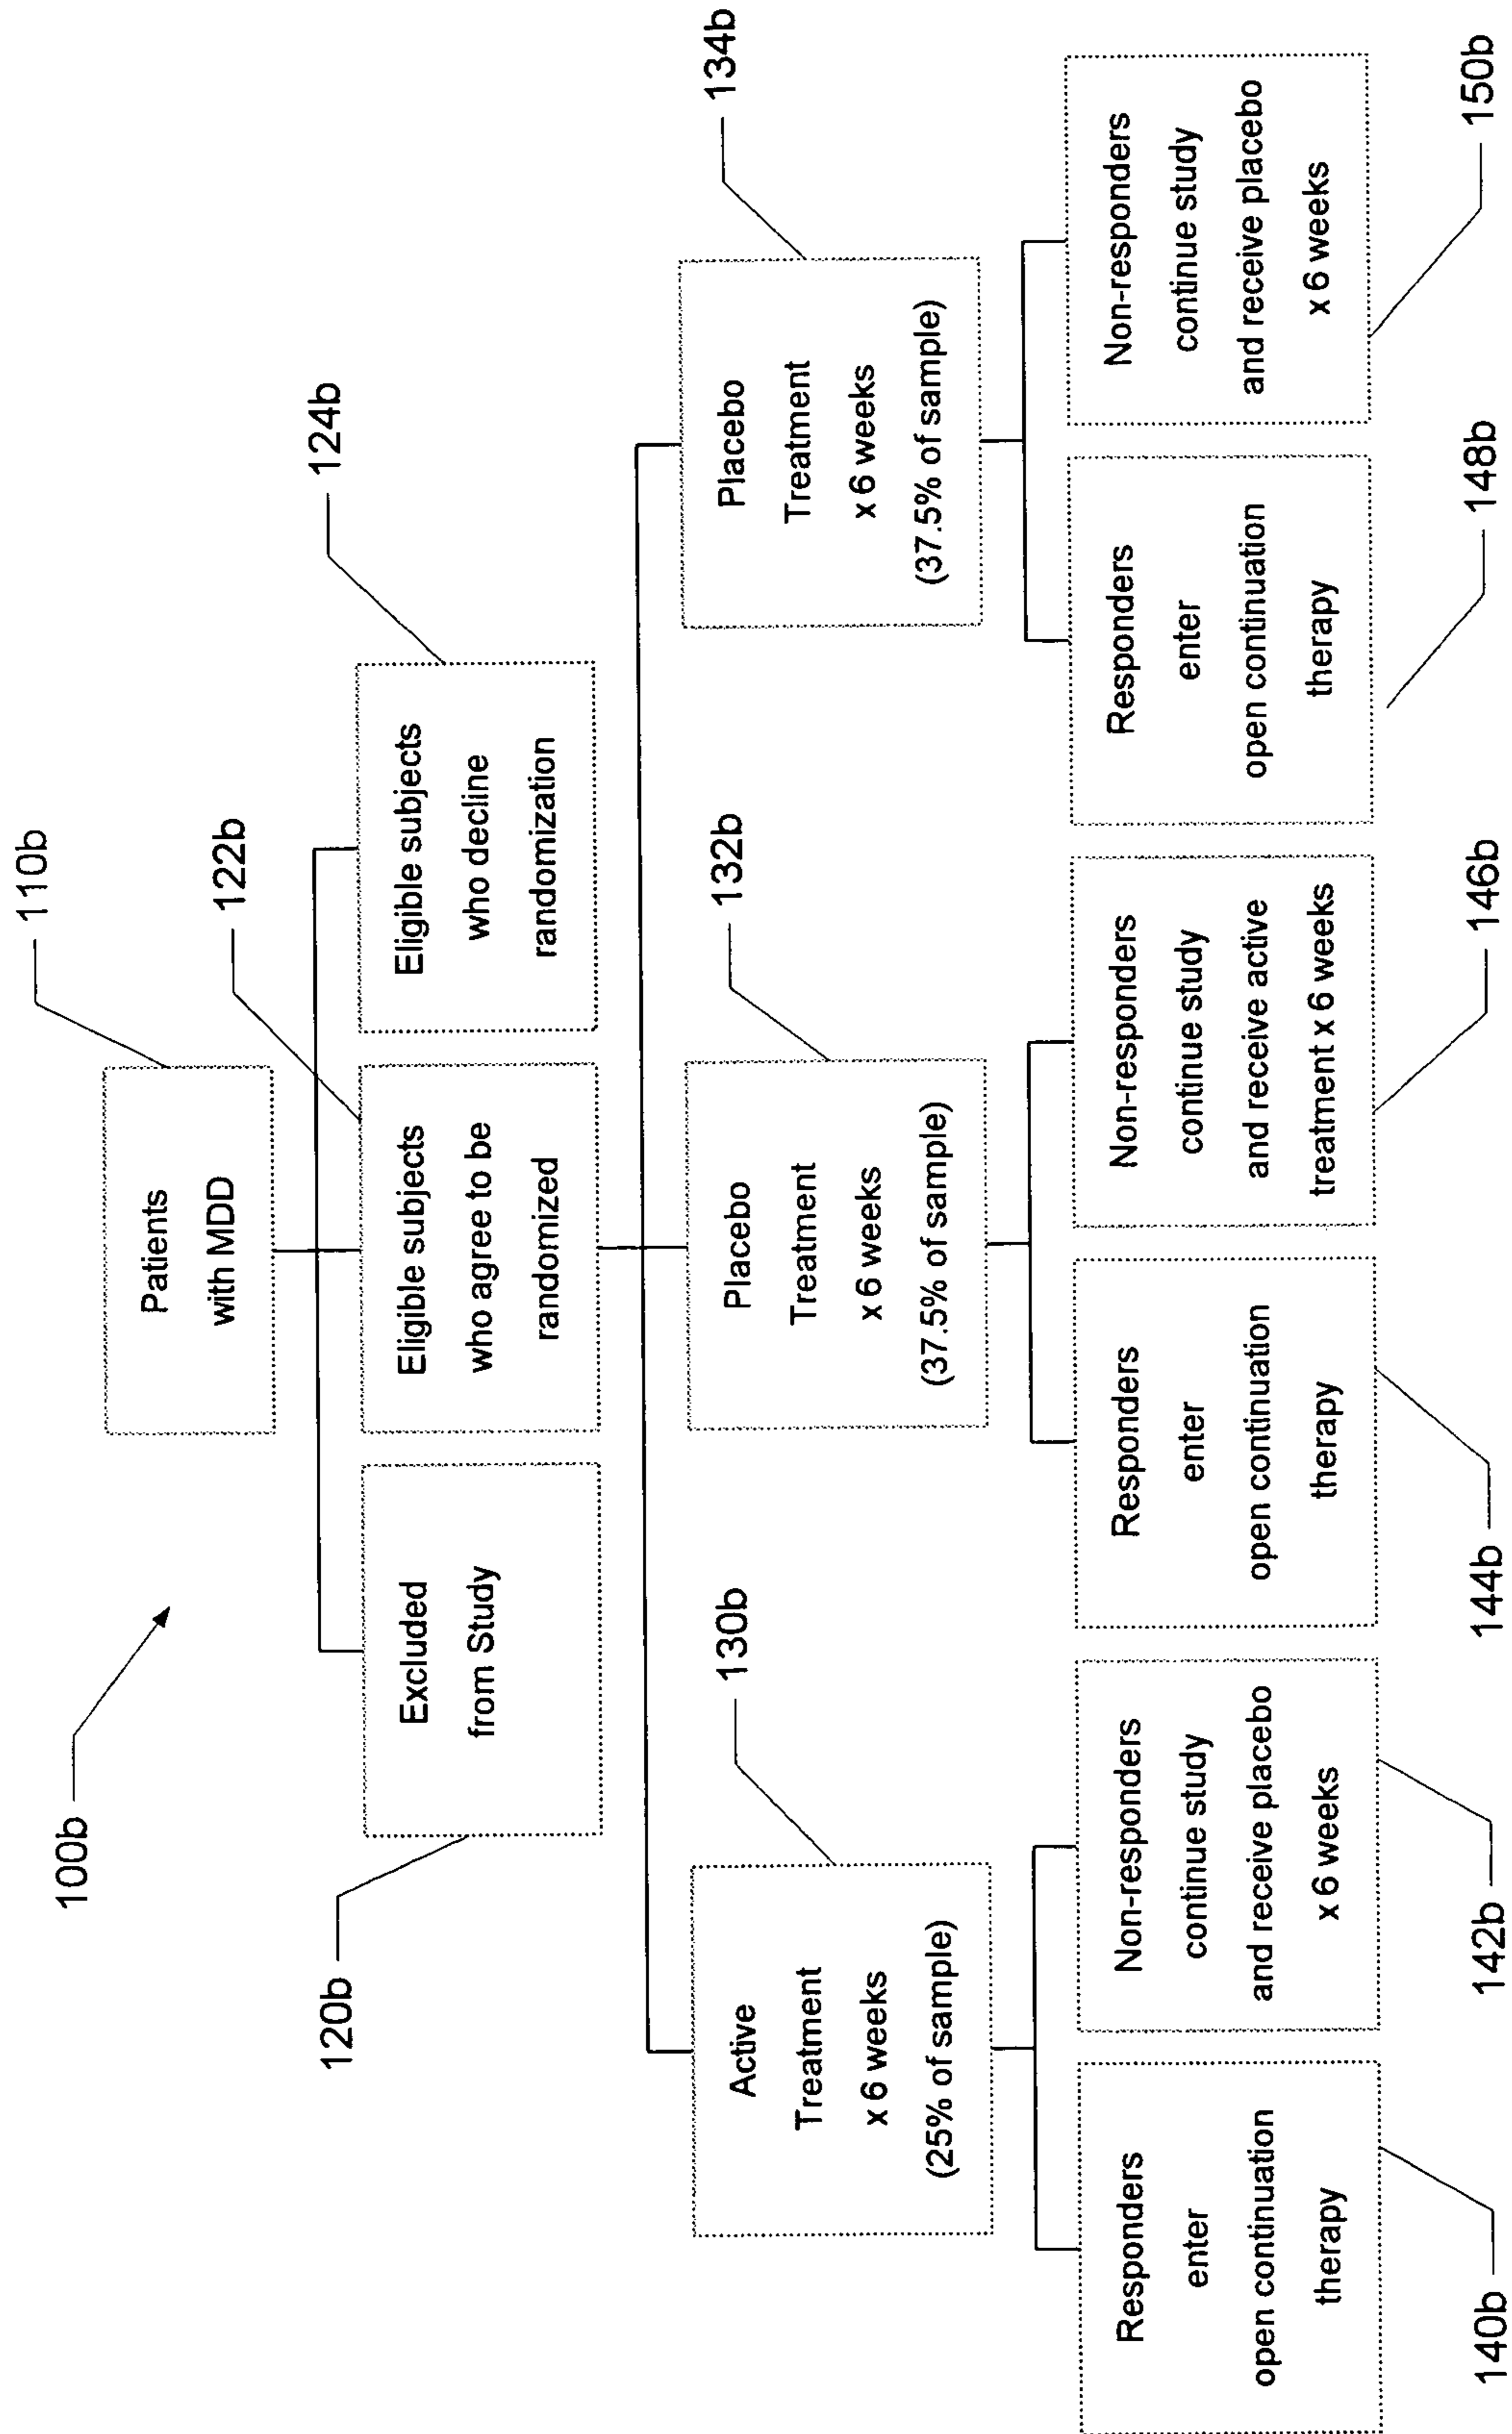 100b
110b
Patients
with MDD
120b
122b
124b
Excluded
from Study
Eligible subjects
who agree to be
randomized
Eligible subjects
who decline
randomization
130b
132b
134b
Active
Treatment
x 6 weeks
(25% of sample)
Placebo
Treatment
x 6 weeks
(37.5% of sample)
Placebo
Treatment
x 6 weeks
(37.5% of sample)
Responders
enter
open continuation
therapy
Non-responders
continue study
and receive placebo
x 6 weeks
Responders
enter
open continuation
therapy
Non-responders
continue study
and receive active
treatment x 6 weeks
Responders
enter
open continuation
therapy
Non-responders
continue study
and receive placebo
x 6 weeks
140b
142b
144b
146b
148b
150b